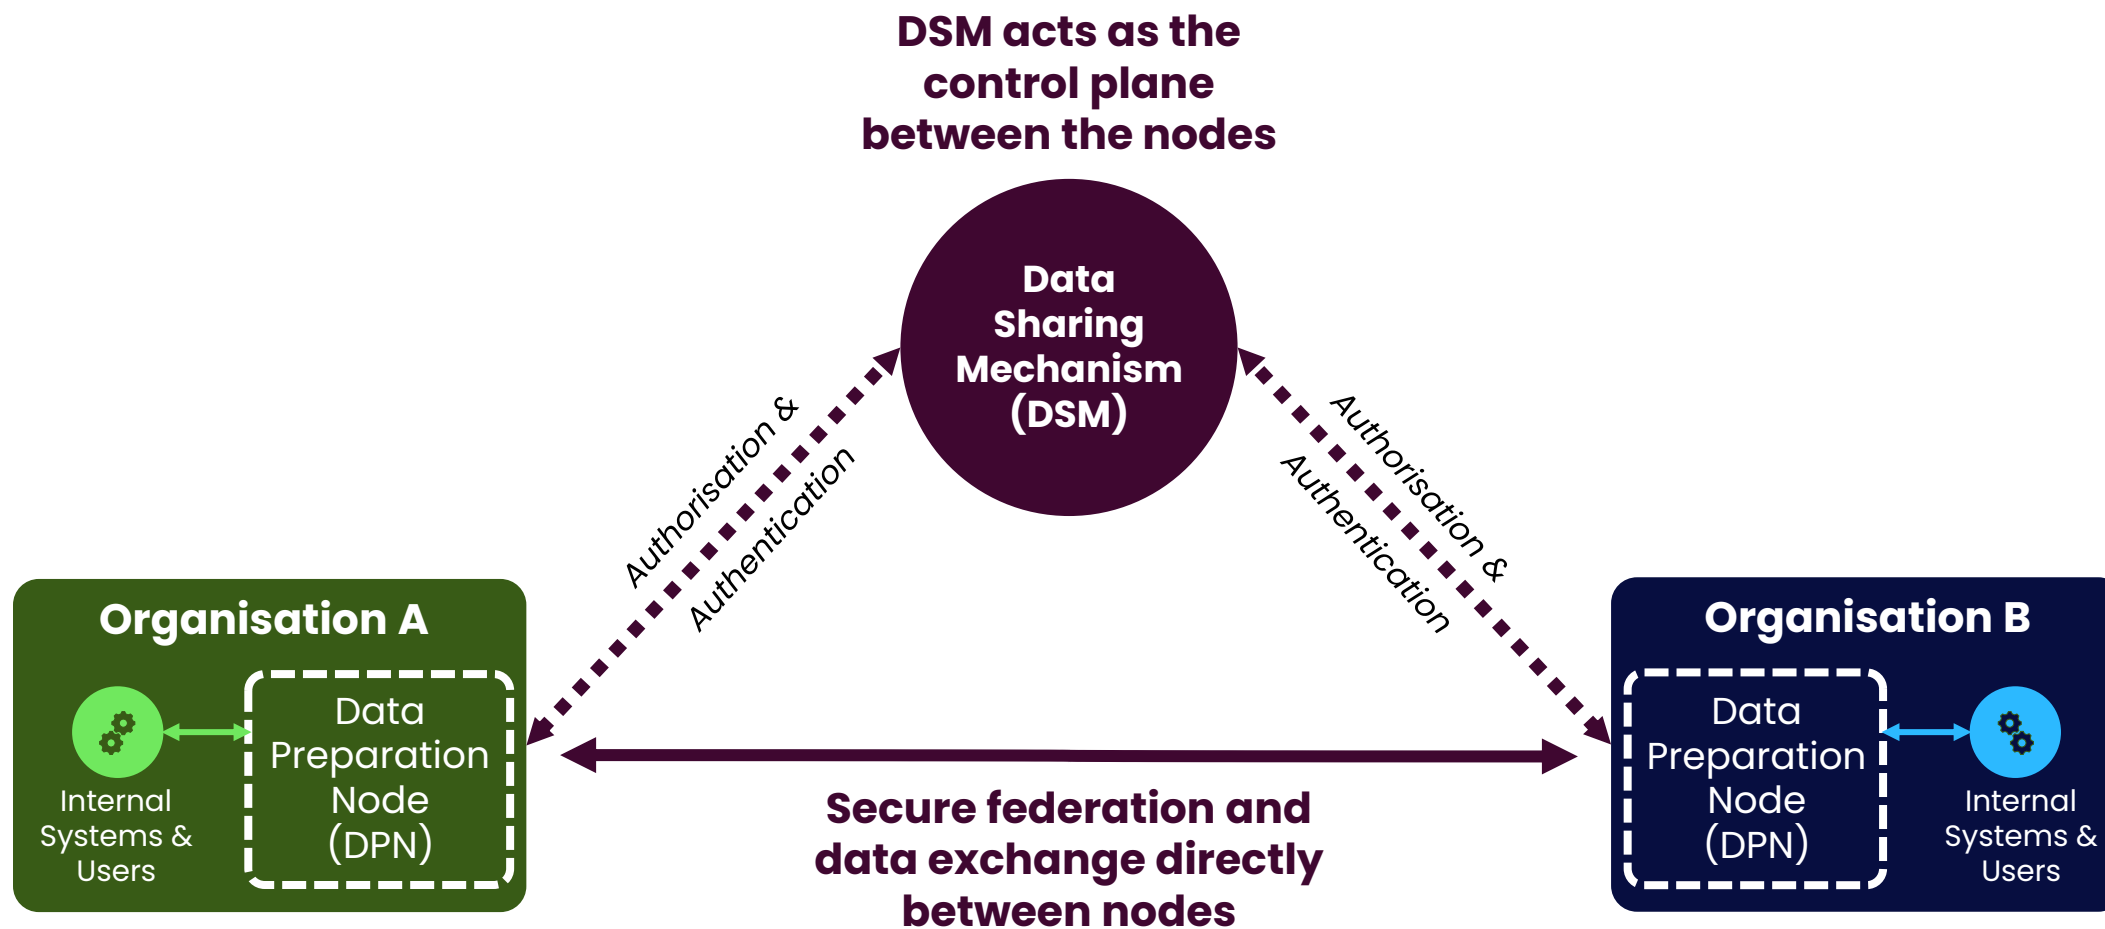 DSM acts as the
control plane
between the nodes
Data
Sharing
Mechanism
(DSM)
Authorisation &
Authentication
Authorisation &
Authentication
Organisation A
Internal
Systems &
Users
Data
Preparation
Node
(DPN)
Secure federation and
data exchange directly
between nodes
Organisation B
Data
Preparation
Node
(DPN)
Internal
Systems &
Users